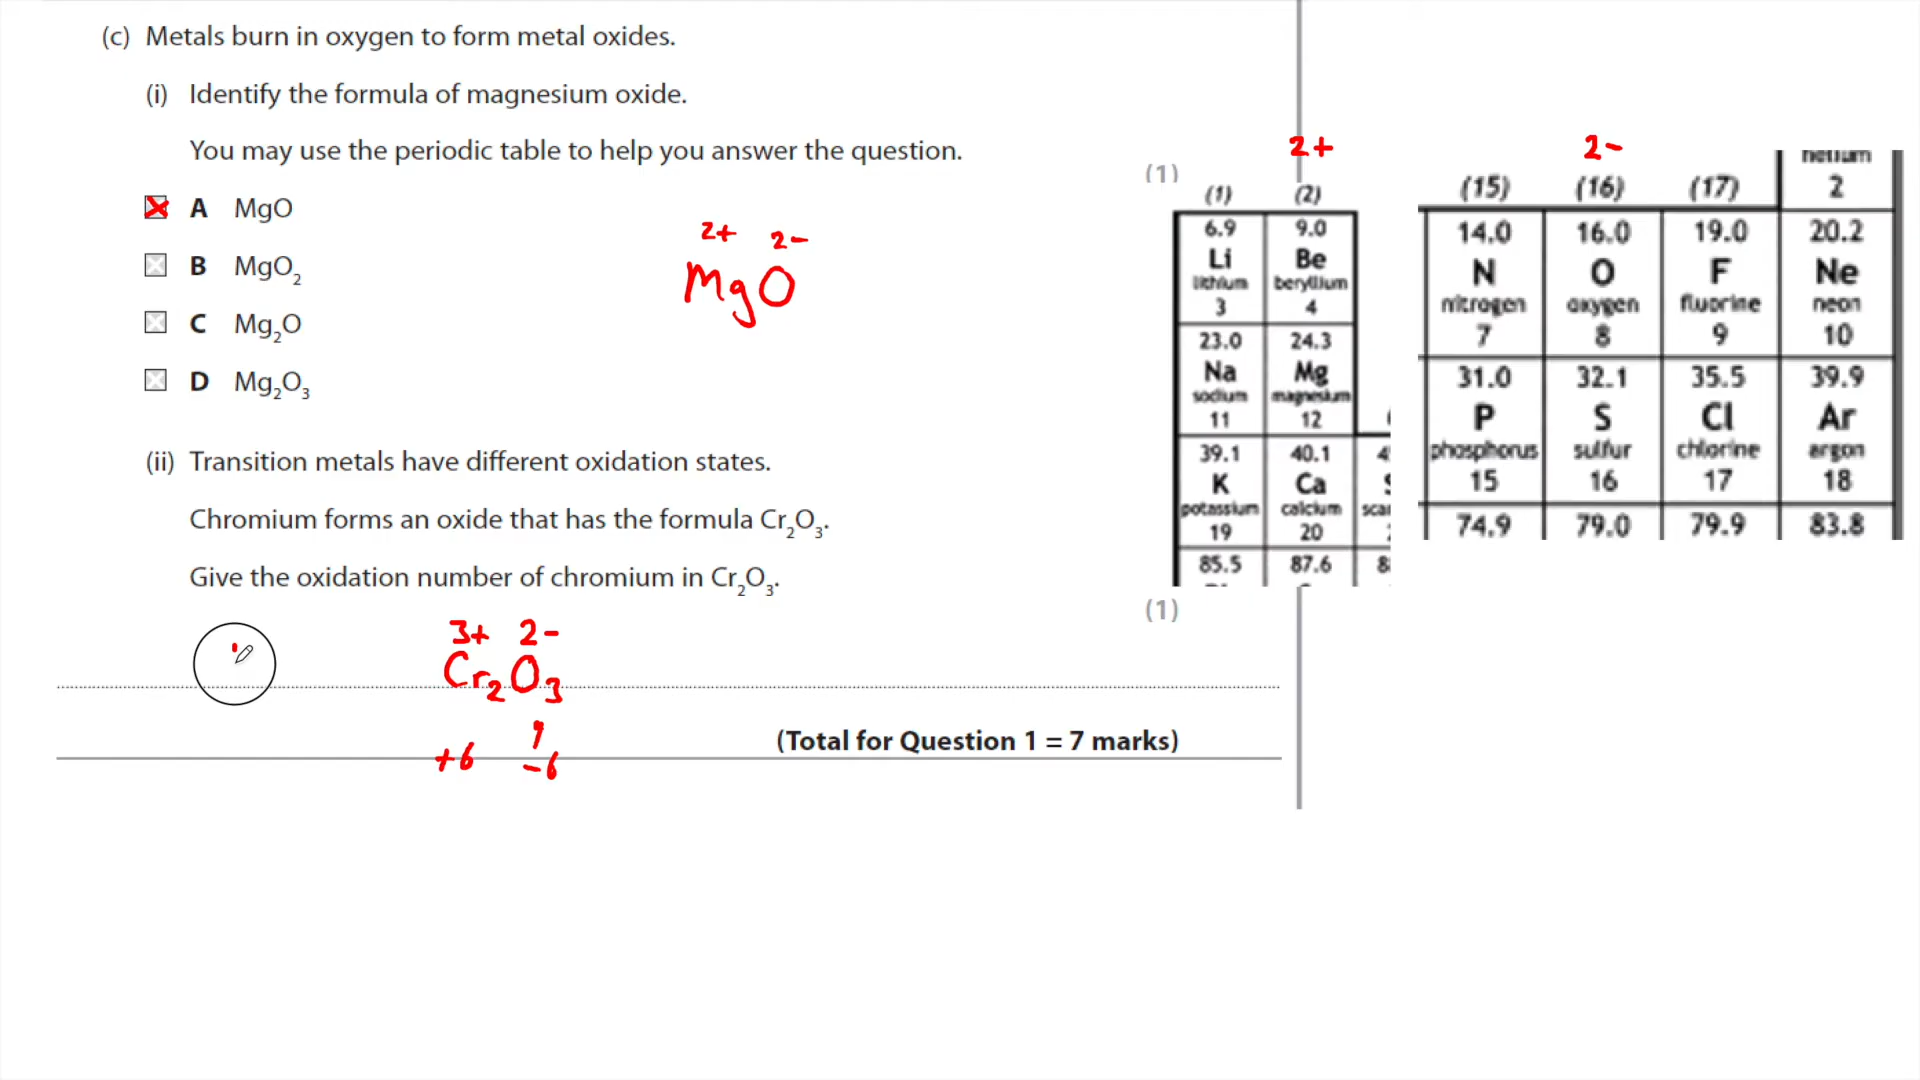 (c) Metals burn in oxygen to form metal oxides.
(i) Identify the formula of magnesium oxide.
You may use the periodic table to help you answer the question.
(1)
A MgO
B MgO₂
C Mg₂O
D Mg₂O₃
2+ 2-
MgO
(ii) Transition metals have different oxidation states.
Chromium forms an oxide that has the formula Cr₂O₃.
Give the oxidation number of chromium in Cr₂O₃.
(1)
3+ 2-
Cr₂O₃
+6 -6
(Total for Question 1 = 7 marks)
2+
(1) (2)
6.9 9.0
Li Be
lithium beryllium
3 4
23.0 24.3
Na Mg
sodium magnesium
11 12
39.1 40.1
K Ca
potassium calcium
19 20
85.5 87.6
2- helium
(15) (16) (17) 2
14.0 16.0 19.0 20.2
N O F Ne
nitrogen oxygen fluorine neon
7 8 9 10
31.0 32.1 35.5 39.9
P S Cl Ar
phosphorus sulfur chlorine argon
15 16 17 18
74.9 79.0 79.9 83.8